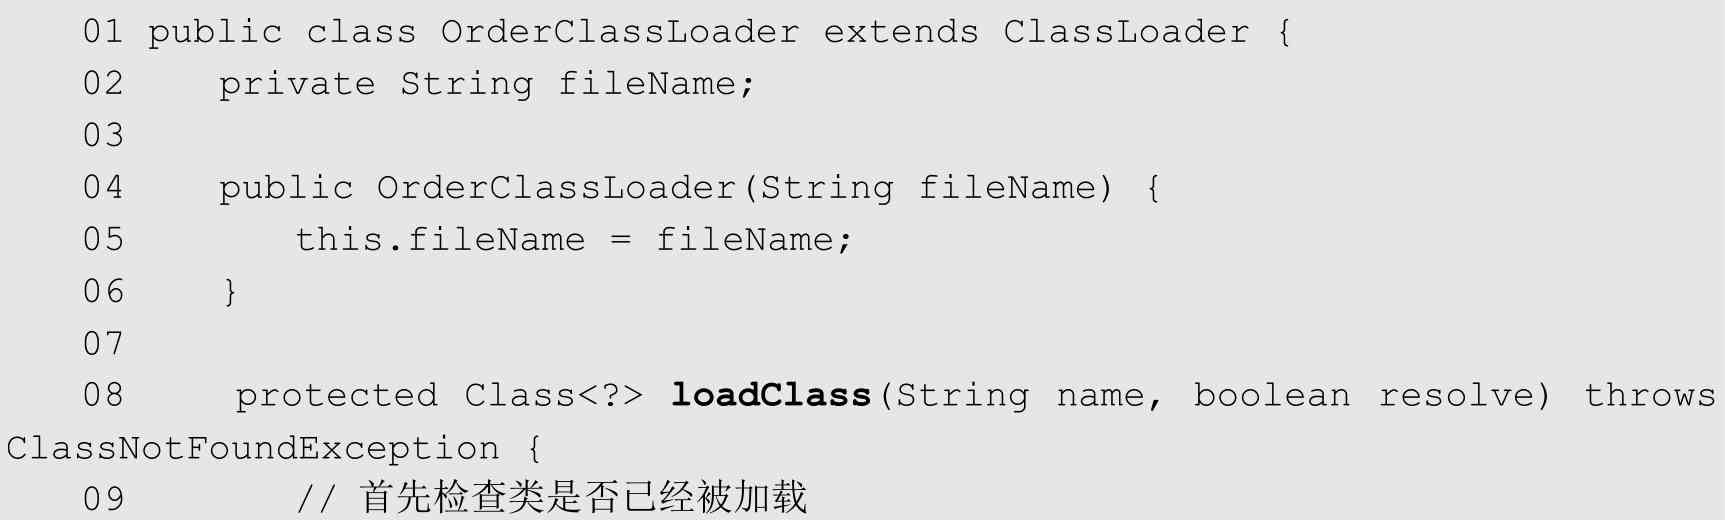 01 public class OrderClassLoader extends ClassLoader {
02    private String fileName;
03
04    public OrderClassLoader(String fileName) {
05       this.fileName = fileName;
06    }
07
08    protected Class<?> loadClass(String name, boolean resolve) throws
ClassNotFoundException {
09       // 首先检查类是否已经被加载